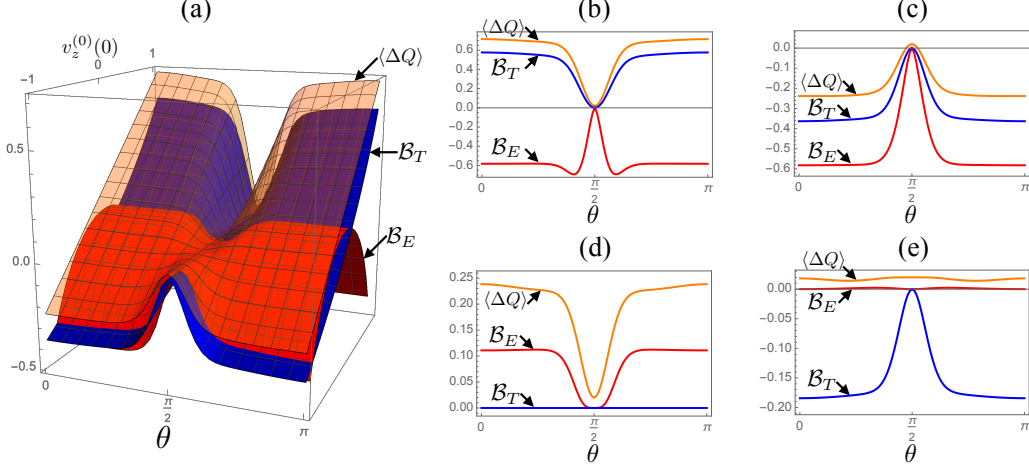 (a)
v_z^{(0)}(0)
−1
0
1
⟨ΔQ⟩
0.5
ℬ_T
ℬ_E
0.0
−0.5
0
π/2
π
θ
(b)
⟨ΔQ⟩
ℬ_T
ℬ_E
0.6
0.4
0.2
0.0
−0.2
−0.4
−0.6
0
π/2
π
θ
(c)
⟨ΔQ⟩
ℬ_T
ℬ_E
0.0
−0.1
−0.2
−0.3
−0.4
−0.5
−0.6
0
π/2
π
θ
(d)
⟨ΔQ⟩
ℬ_E
ℬ_T
0.25
0.20
0.15
0.10
0.05
0.00
0
π/2
π
θ
(e)
⟨ΔQ⟩
ℬ_E
ℬ_T
0.00
−0.05
−0.10
−0.15
−0.20
0
π/2
π
θ